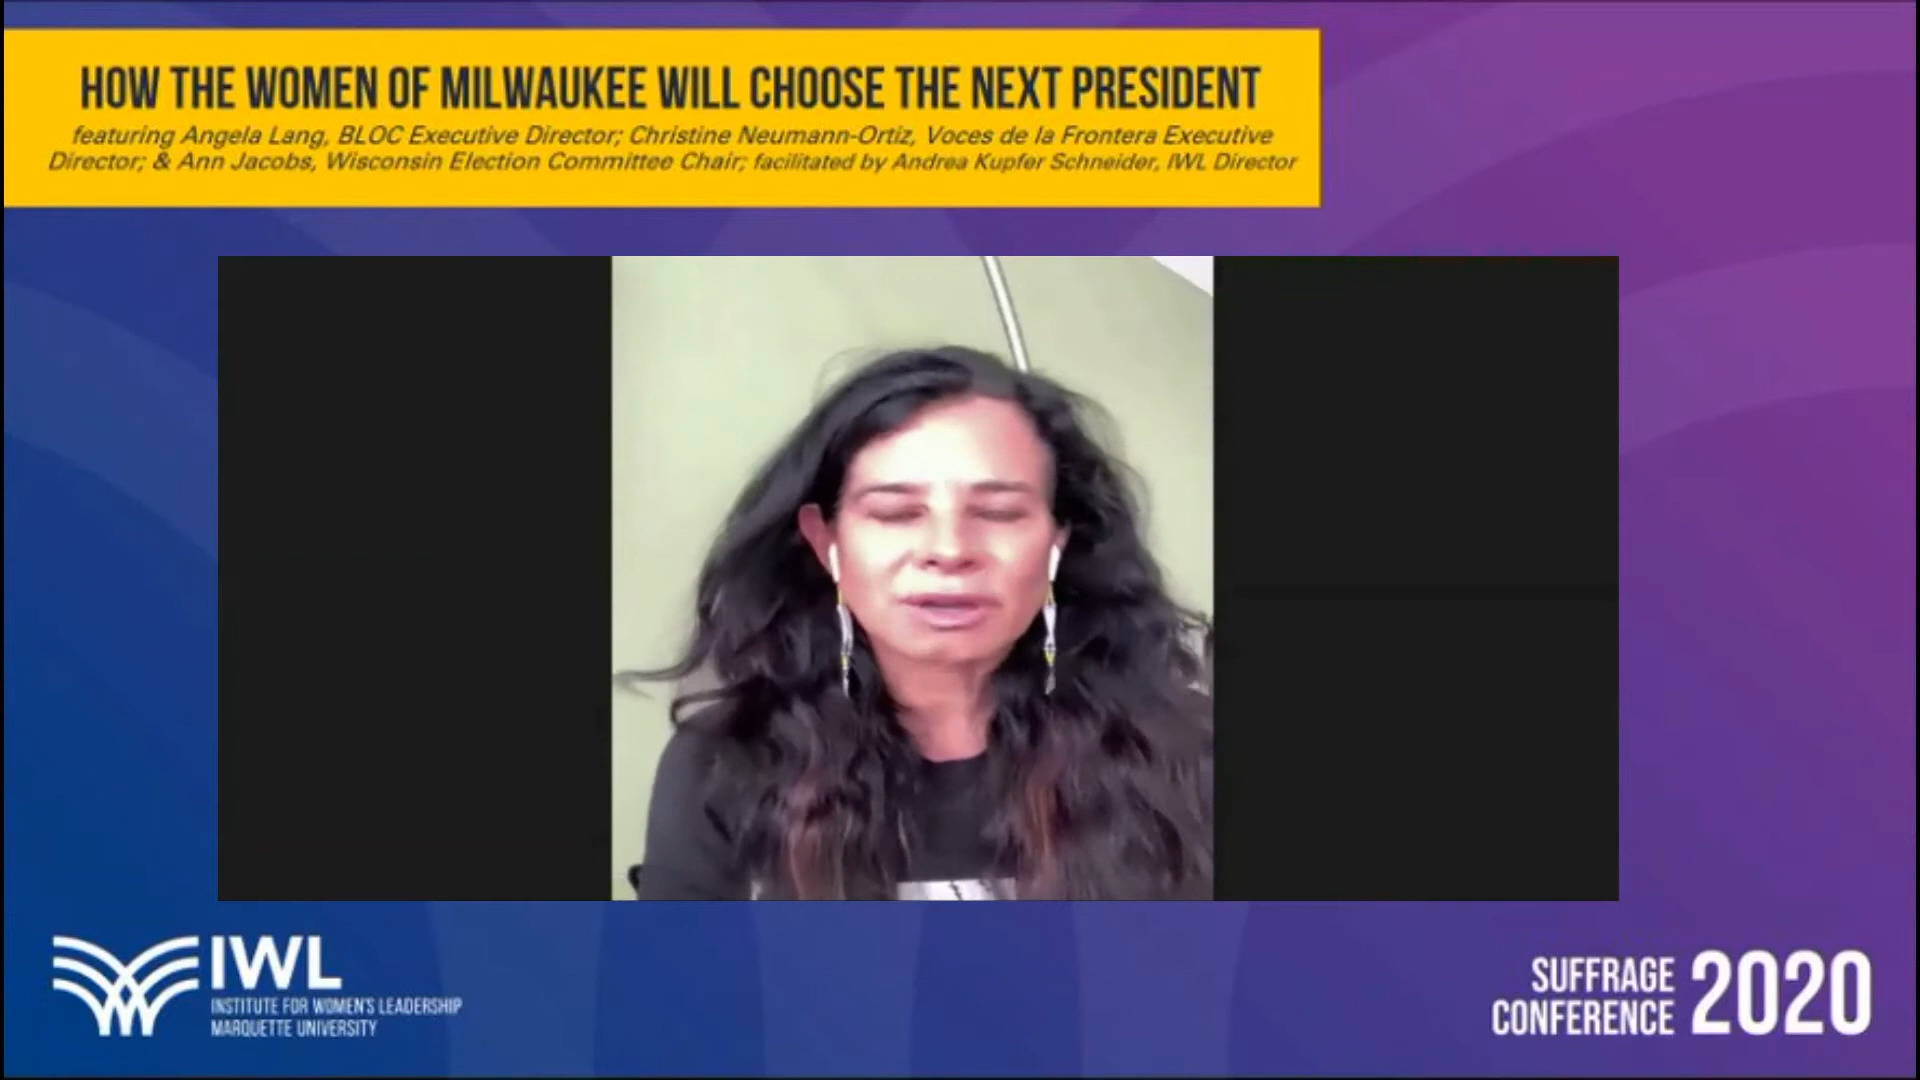 HOW THE WOMEN OF MILWAUKEE WILL CHOOSE THE NEXT PRESIDENT
featuring Angela Lang, BLOC Executive Director; Christine Neumann-Ortiz, Voces de la Frontera Executive
Director; & Ann Jacobs, Wisconsin Election Committee Chair; facilitated by Andrea Kupfer Schneider, IWL Director
IWL
INSTITUTE FOR WOMEN'S LEADERSHIP
MARQUETTE UNIVERSITY
SUFFRAGE
CONFERENCE
2020